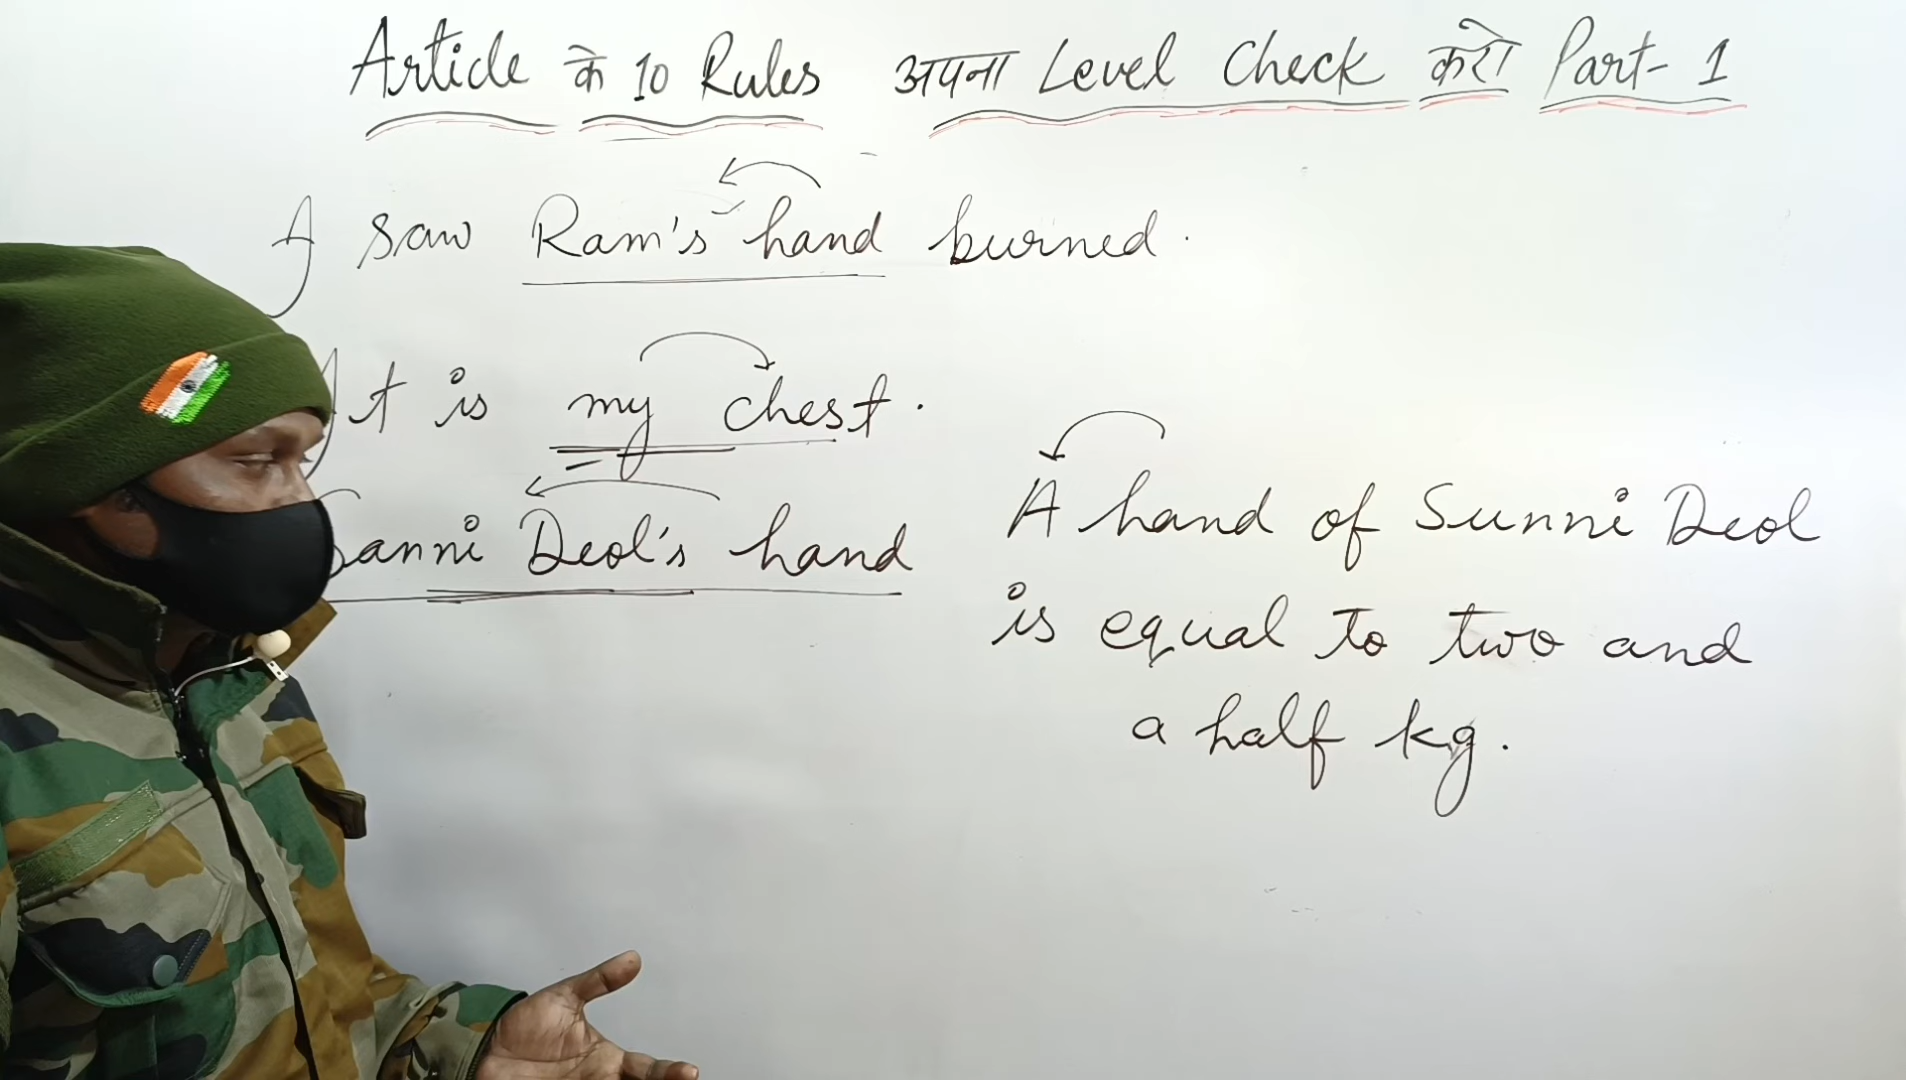 Article के 10 Rules अपना Level Check करो Part- 1
I saw Ram's hand burned.
It is my chest.
Sanni Deol's hand
A hand of Sunni Deol
is equal to two and
a half kg.